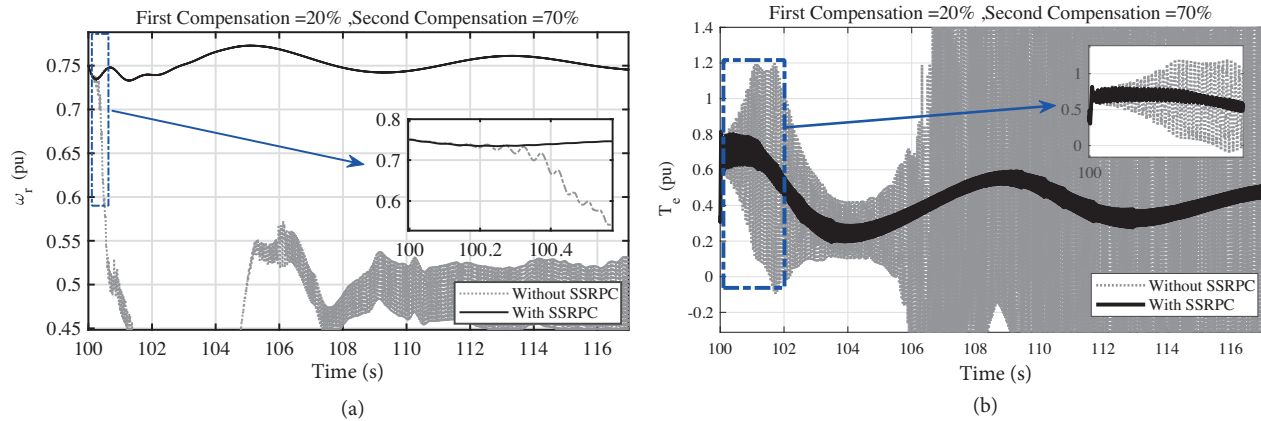 First Compensation =20% ,Second Compensation =70%
0.75
0.7
0.65
0.6
0.55
0.5
0.45
ω_r (pu)
100 102 104 106 108 110 112 114 116
Time (s)
0.8
0.7
0.6
100 100.2 100.4
Without SSRPC
With SSRPC
(a)
First Compensation =20% ,Second Compensation =70%
1.4
1.2
1
0.8
0.6
0.4
0.2
0
-0.2
T_e (pu)
100 102 104 106 108 110 112 114 116
Time (s)
1
0.5
0
100
Without SSRPC
With SSRPC
(b)